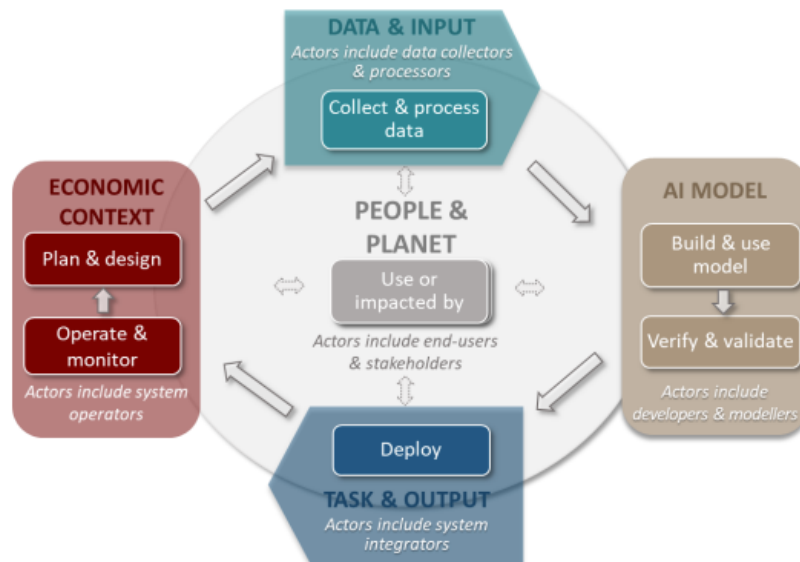 DATA & INPUT
Actors include data collectors
& processors
Collect & process
data
ECONOMIC
CONTEXT
Plan & design
Operate &
monitor
Actors include system
operators
PEOPLE &
PLANET
Use or
impacted by
Actors include end-users
& stakeholders
AI MODEL
Build & use
model
Verify & validate
Actors include
developers & modellers
Deploy
TASK & OUTPUT
Actors include system
integrators